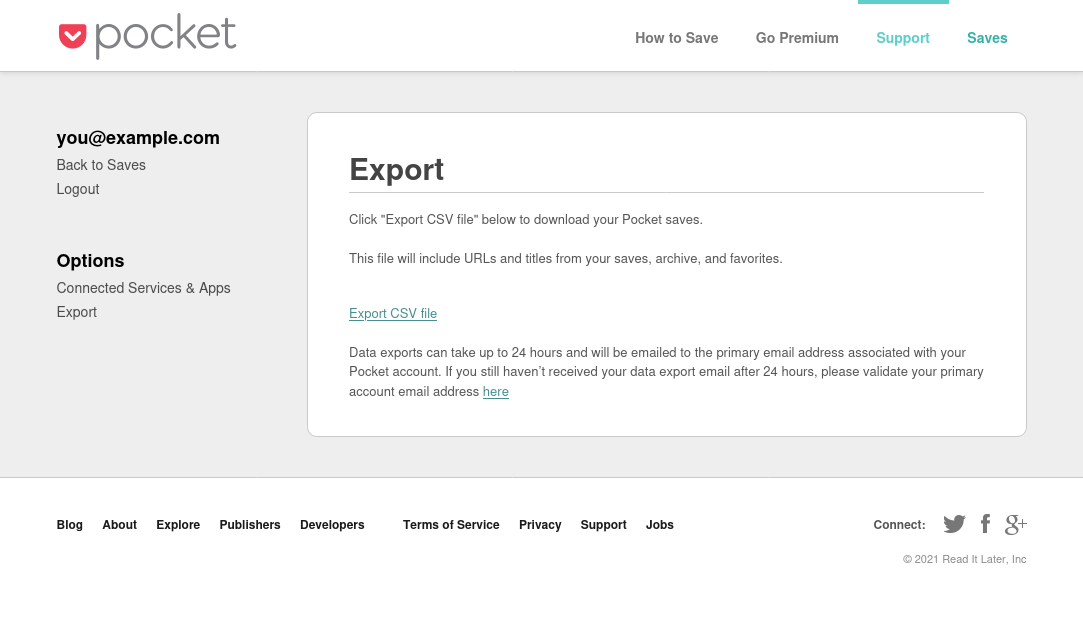 pocket
How to Save
Go Premium
Support
Saves
you@example.com
Back to Saves
Logout
Options
Connected Services & Apps
Export
Export
Click "Export CSV file" below to download your Pocket saves.
This file will include URLs and titles from your saves, archive, and favorites.
Export CSV file
Data exports can take up to 24 hours and will be emailed to the primary email address associated with your
Pocket account. If you still haven’t received your data export email after 24 hours, please validate your primary
account email address here
Blog About Explore Publishers Developers Terms of Service Privacy Support Jobs
Connect: f g+
© 2021 Read It Later, Inc